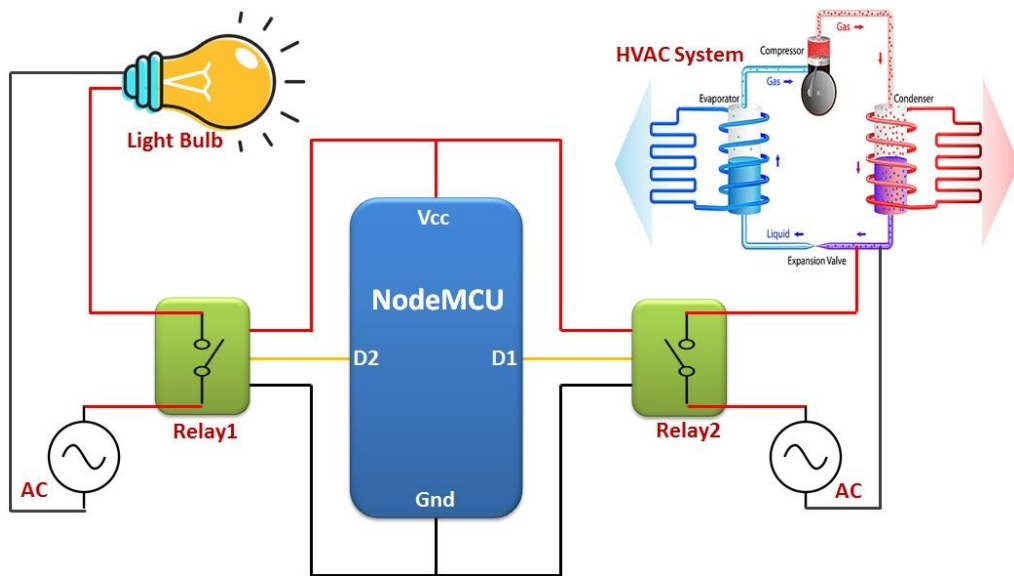 HVAC System
Gas
Compressor
Gas
Evaporator
Condenser
Light Bulb
Liquid
Expansion Valve
Vcc
NodeMCU
D2
D1
Relay1
Relay2
Gnd
AC
AC